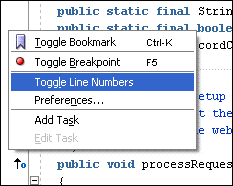 public static final Strin
public static final boole
cordC
Toggle Bookmark Ctrl-K
Toggle Breakpoint F5
Toggle Line Numbers
Preferences...
etup
Add Task
the
Edit Task
web
public void processReques
{